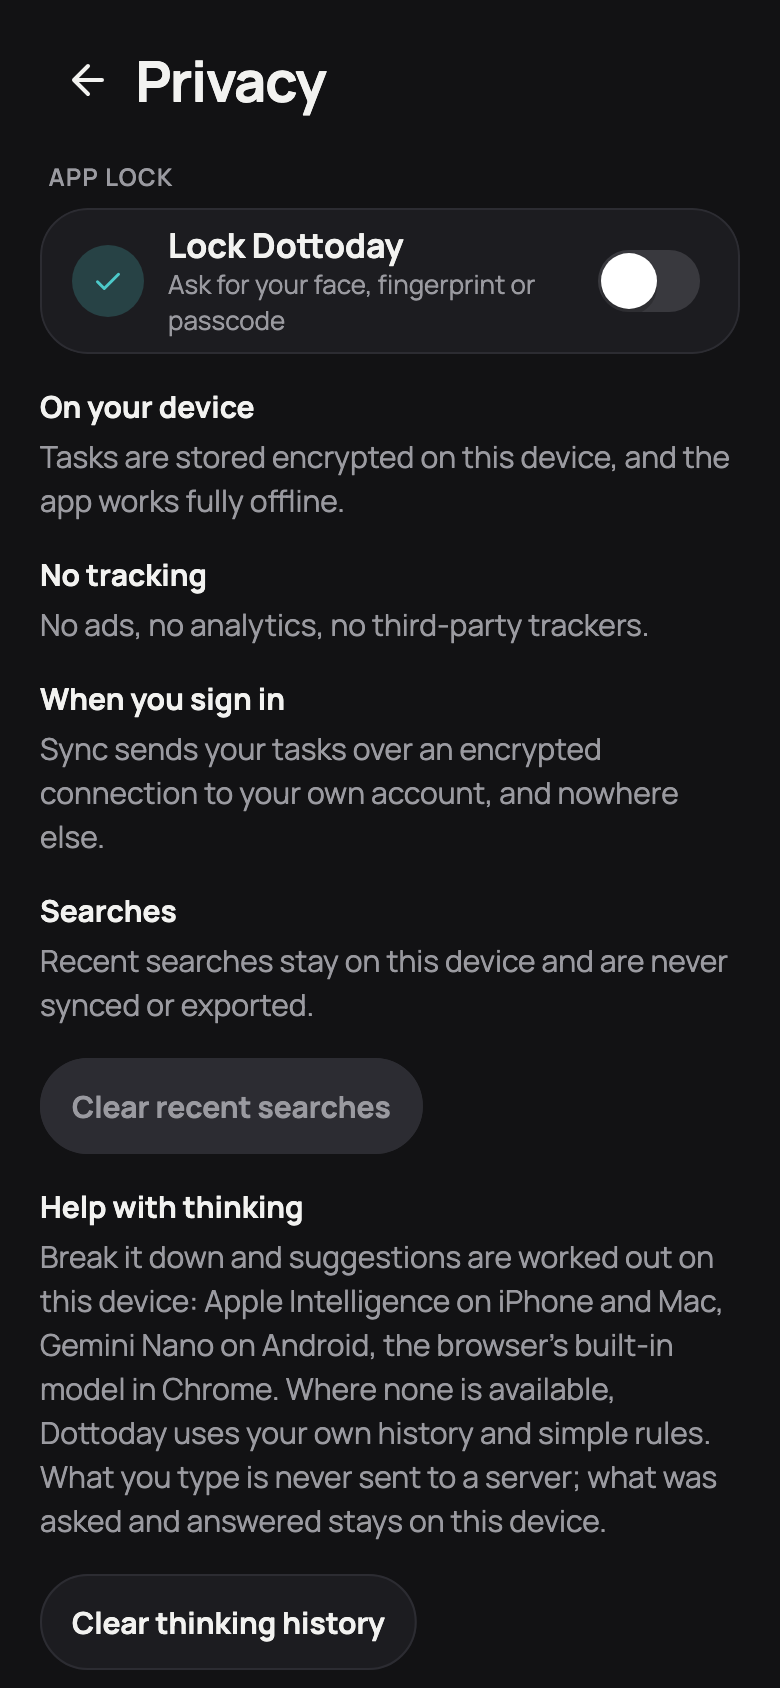 Privacy
APP LOCK
Lock Dottoday
Ask for your face, fingerprint or
passcode
On your device
Tasks are stored encrypted on this device, and the
app works fully offline.
No tracking
No ads, no analytics, no third-party trackers.
When you sign in
Sync sends your tasks over an encrypted
connection to your own account, and nowhere
else.
Searches
Recent searches stay on this device and are never
synced or exported.
Clear recent searches
Help with thinking
Break it down and suggestions are worked out on
this device: Apple Intelligence on iPhone and Mac,
Gemini Nano on Android, the browser’s built-in
model in Chrome. Where none is available,
Dottoday uses your own history and simple rules.
What you type is never sent to a server; what was
asked and answered stays on this device.
Clear thinking history